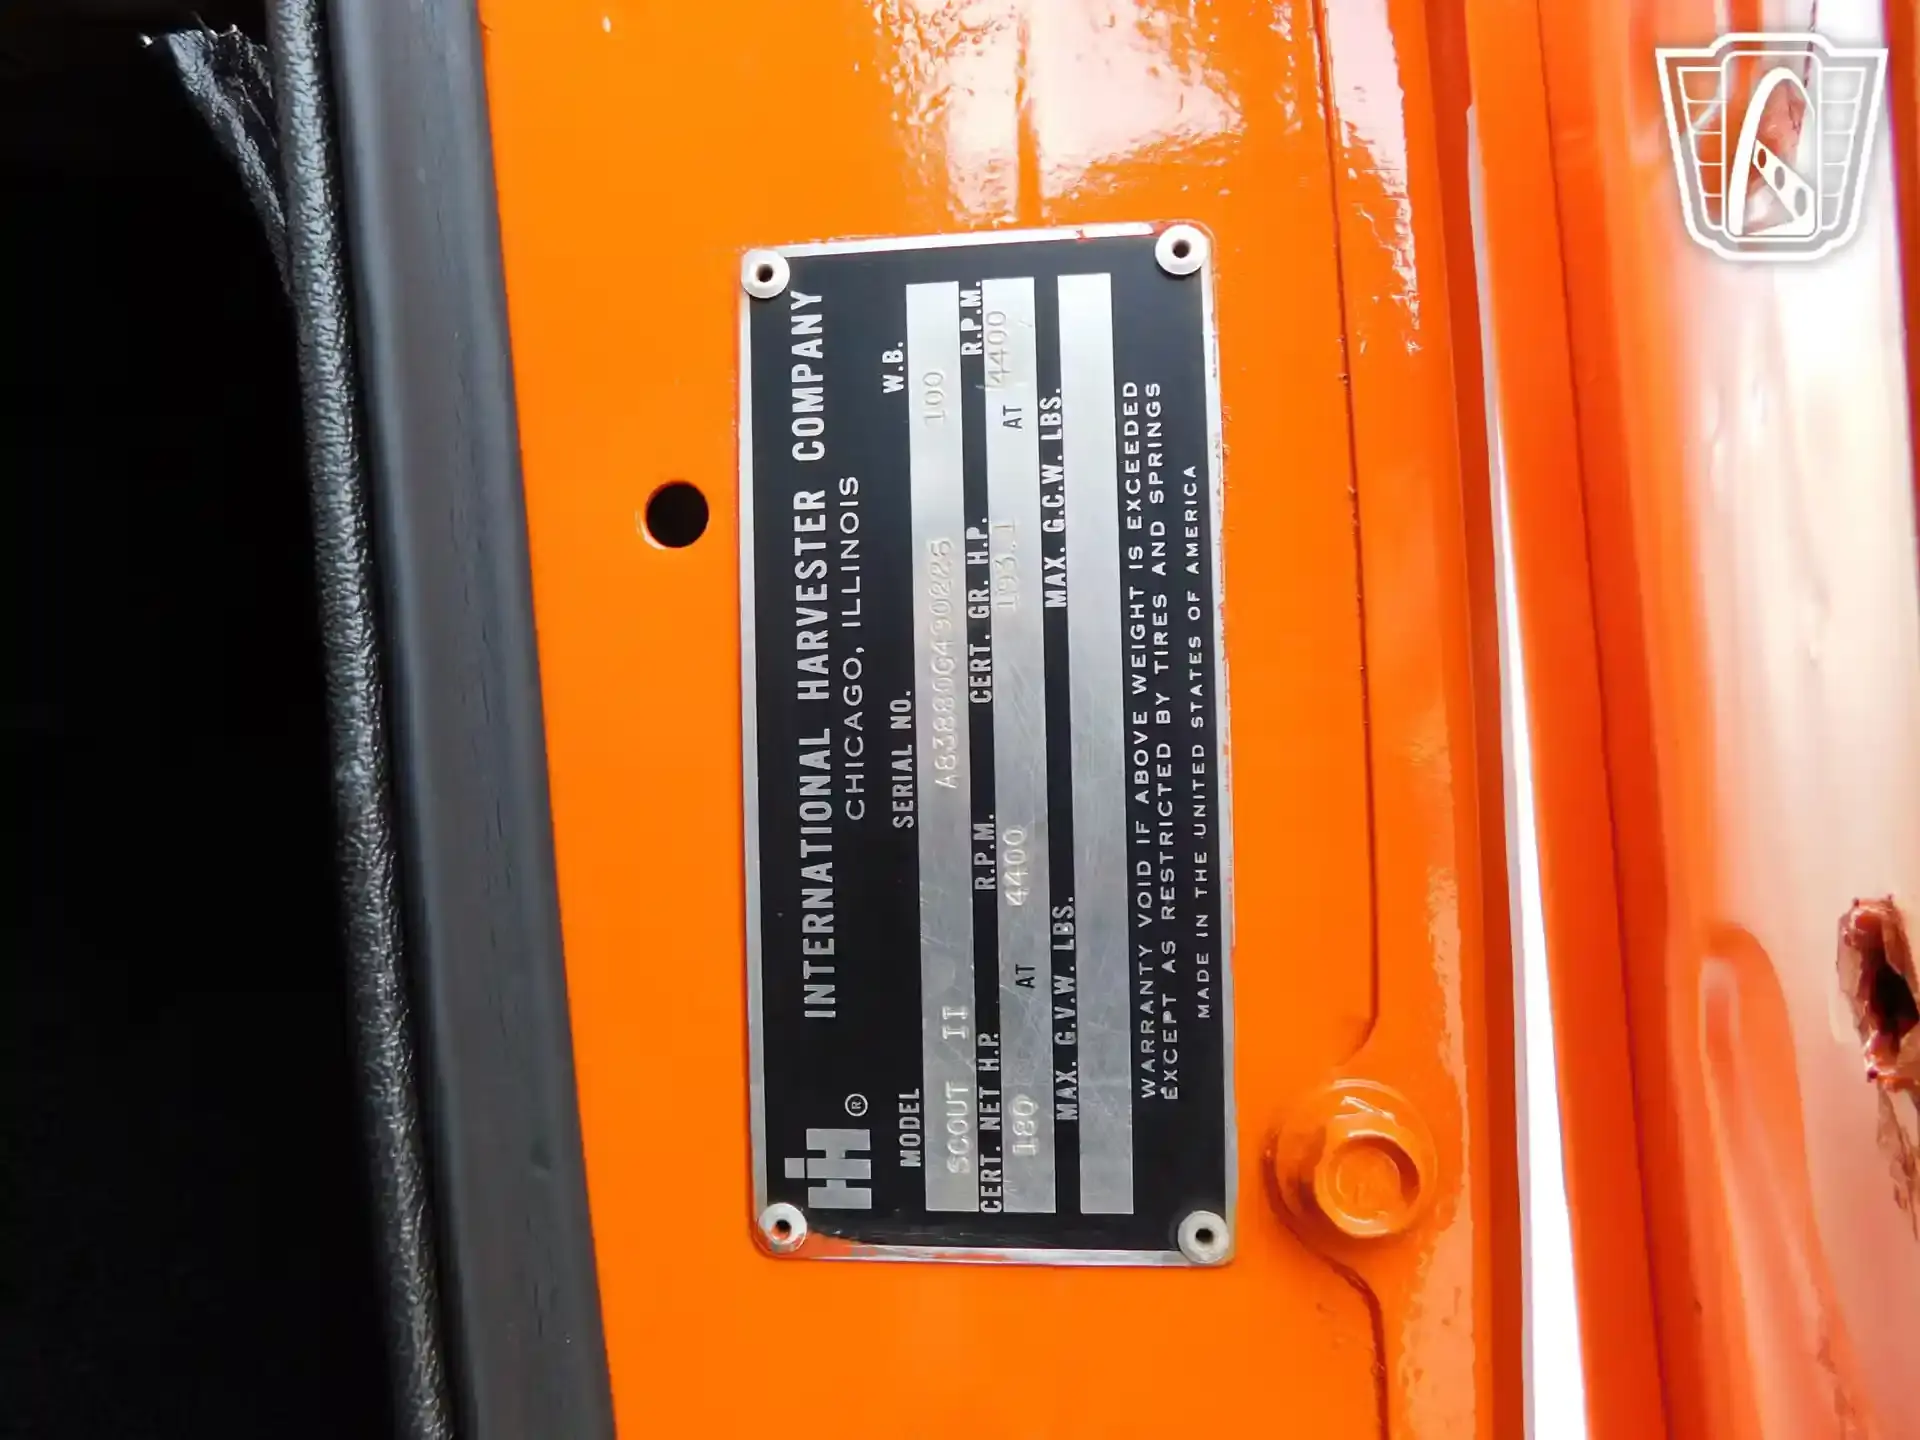 IH ®
INTERNATIONAL HARVESTER COMPANY
CHICAGO, ILLINOIS
MODEL SERIAL NO. W.B.
SCOUT II A83880G490226 100
CERT. NET H.P. R.P.M. CERT. GR. H.P. R.P.M.
180 AT 4400 193.1 AT 4400
MAX. G.V.W. LBS. MAX. G.C.W. LBS.
WARRANTY VOID IF ABOVE WEIGHT IS EXCEEDED
EXCEPT AS RESTRICTED BY TIRES AND SPRINGS
MADE IN THE UNITED STATES OF AMERICA